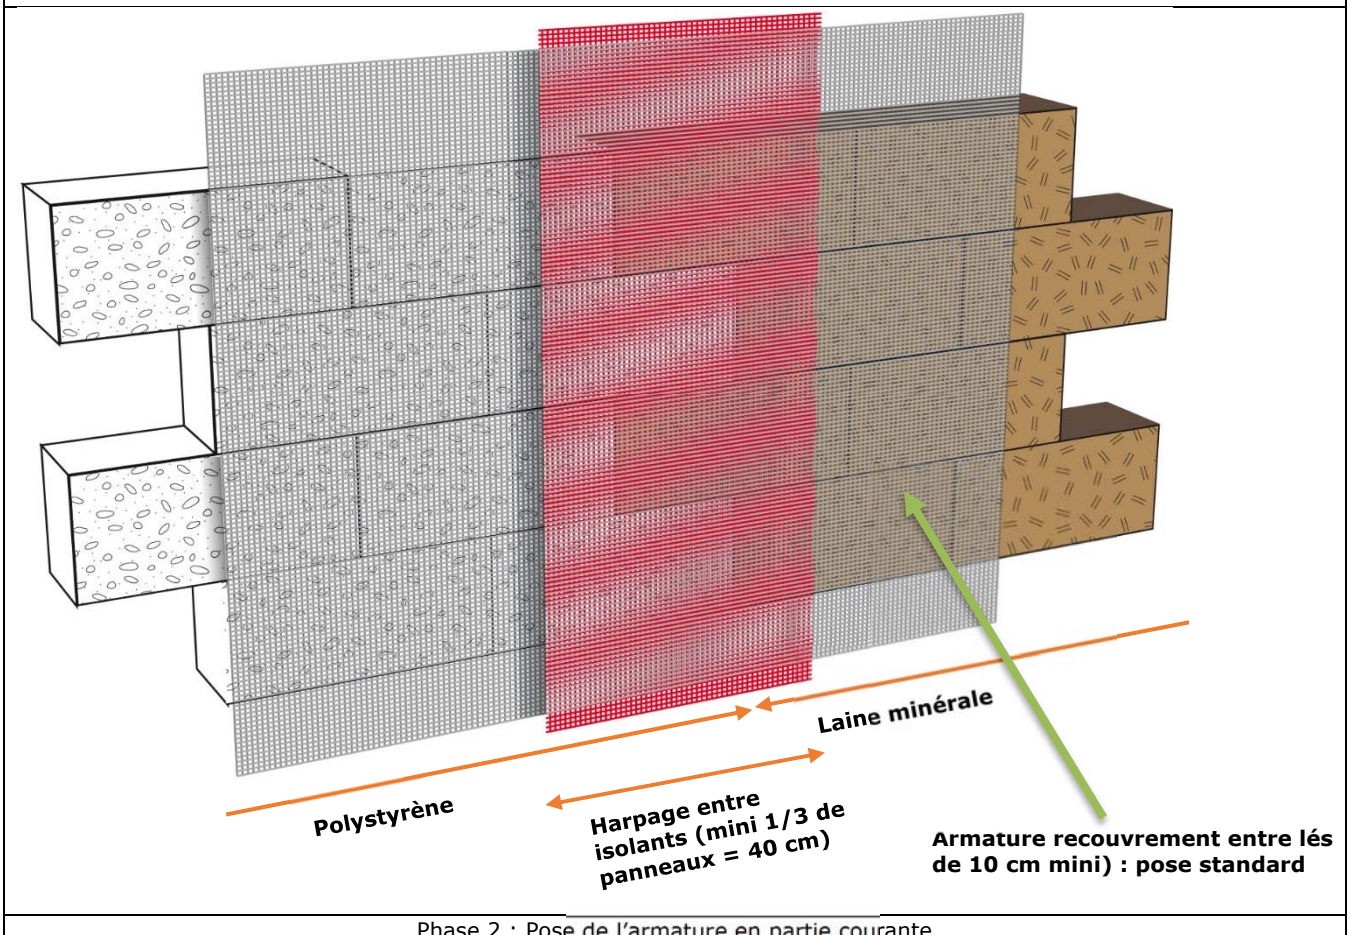 Laine minérale
Polystyrène
Harpage entre
isolants (mini 1/3 de
panneaux = 40 cm)
Armature recouvrement entre lés
de 10 cm mini) : pose standard
Phase 2 : Pose de l'armature en partie courante